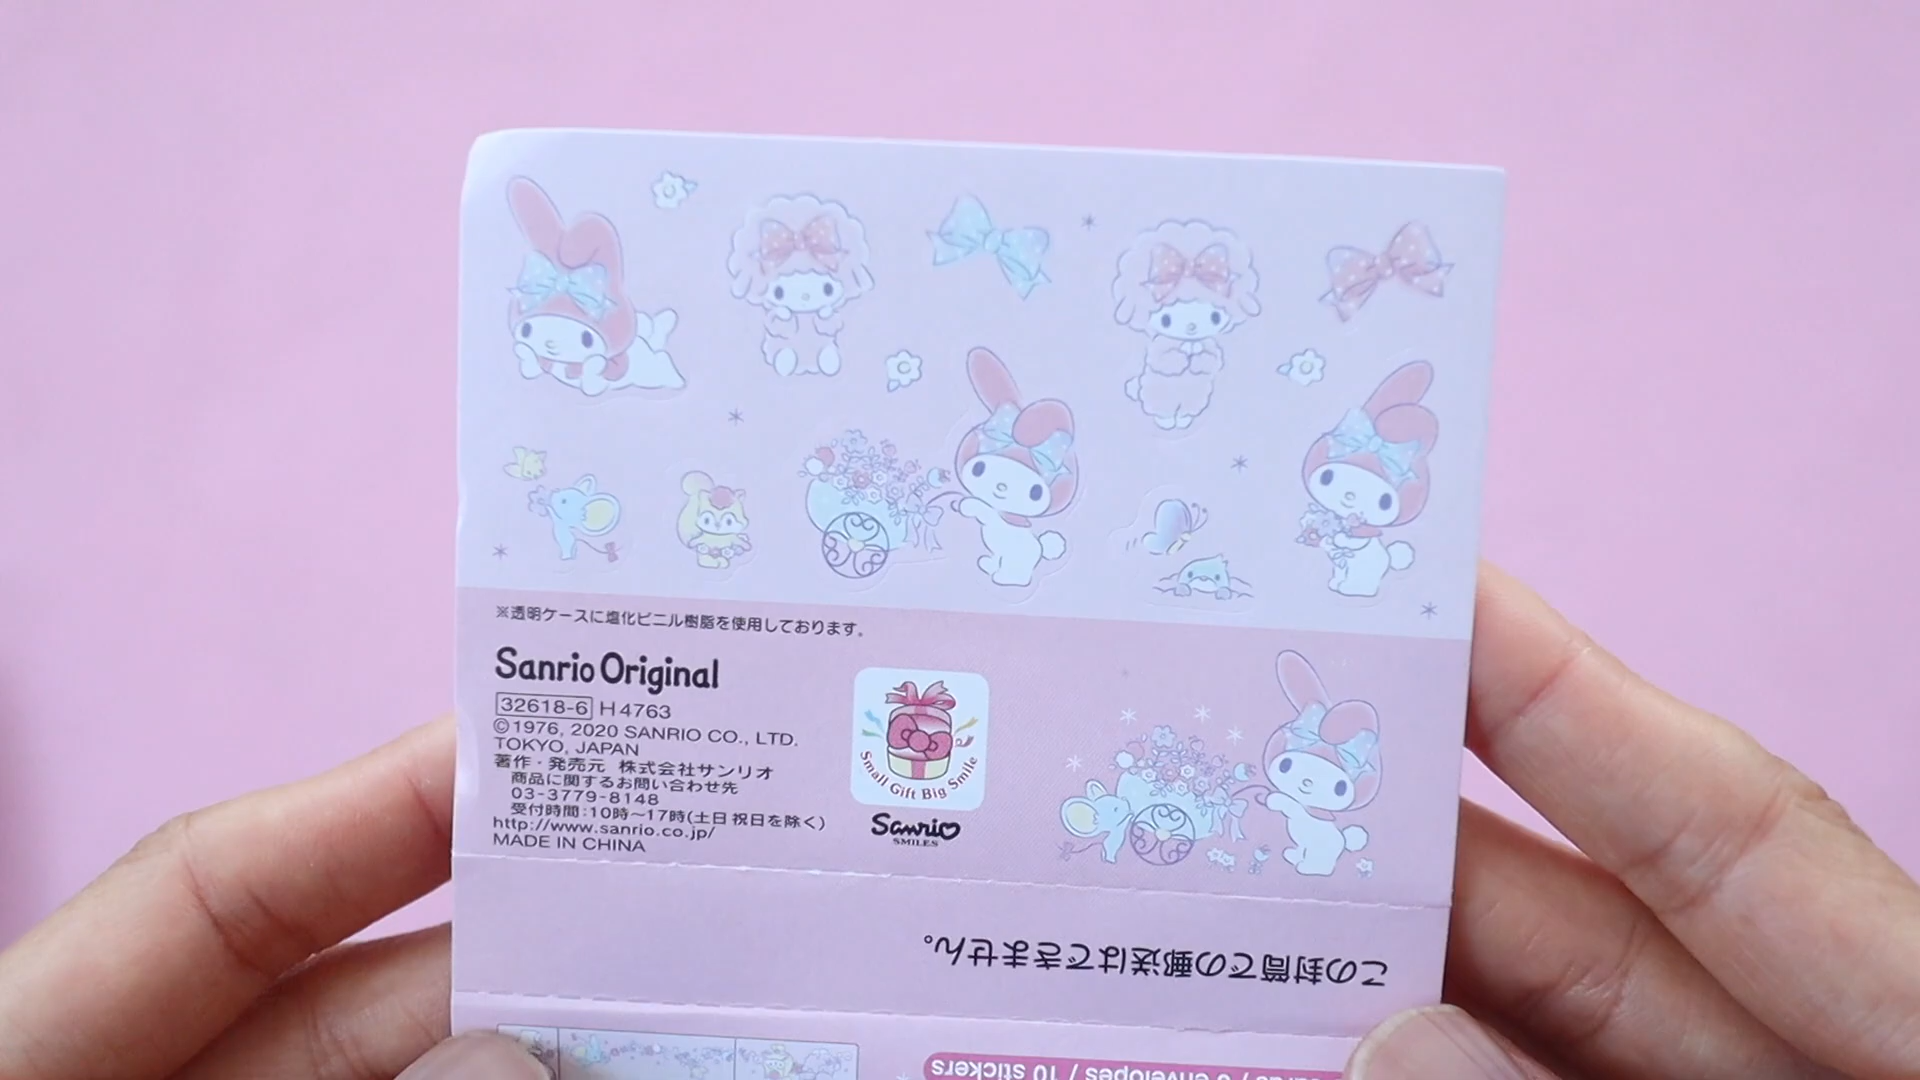 ※透明ケースに塩化ビニル樹脂を使用しております。
Sanrio Original
32618-6 H4763
©1976, 2020 SANRIO CO., LTD.
TOKYO, JAPAN
著作・発売元 株式会社サンリオ
商品に関するお問い合わせ先
03-3779-8148
受付時間:10時〜17時(土日祝日を除く)
http://www.sanrio.co.jp/
MADE IN CHINA
Small Gift Big Smile
Sanrio
SMILES
この封筒での郵送はできません。
envelopes / 10 stickers